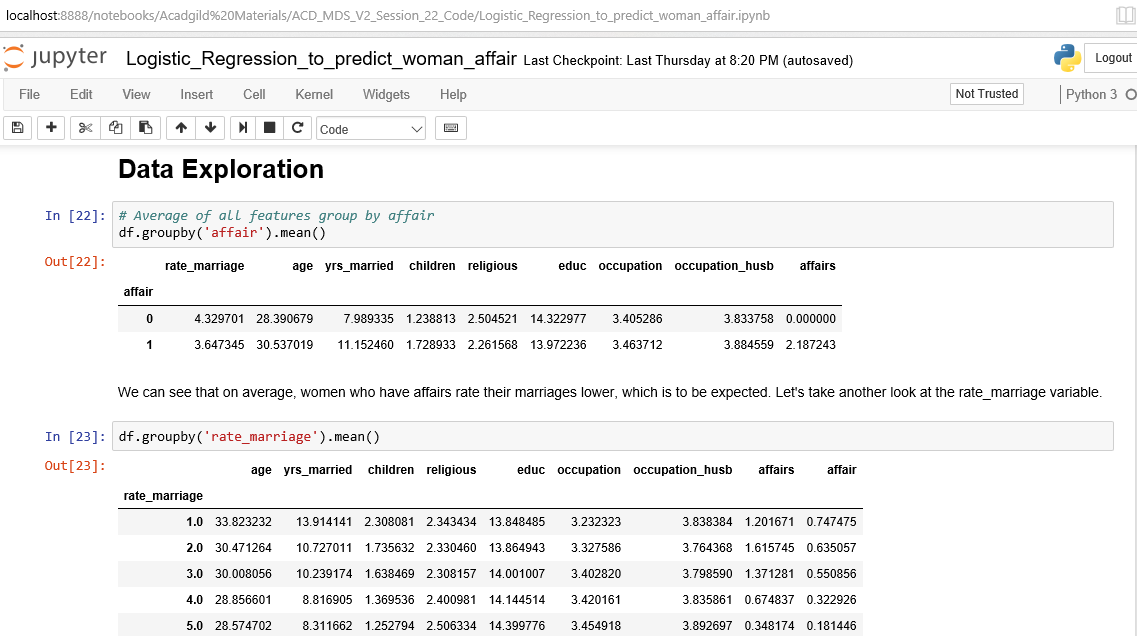 localhost:8888/notebooks/Acadgild%20Materials/ACD_MDS_V2_Session_22_Code/Logistic_Regression_to_predict_woman_affair.ipynb
jupyter Logistic_Regression_to_predict_woman_affair Last Checkpoint: Last Thursday at 8:20 PM (autosaved) Logout
File Edit View Insert Cell Kernel Widgets Help Not Trusted Python 3
Code
Data Exploration
In [22]: # Average of all features group by affair
df.groupby('affair').mean()
Out[22]:
rate_marriage age yrs_married children religious educ occupation occupation_husb affairs
affair
0 4.329701 28.390679 7.989335 1.238813 2.504521 14.322977 3.405286 3.833758 0.000000
1 3.647345 30.537019 11.152460 1.728933 2.261568 13.972236 3.463712 3.884559 2.187243
We can see that on average, women who have affairs rate their marriages lower, which is to be expected. Let's take another look at the rate_marriage variable.
In [23]: df.groupby('rate_marriage').mean()
Out[23]:
age yrs_married children religious educ occupation occupation_husb affairs affair
rate_marriage
1.0 33.823232 13.914141 2.308081 2.343434 13.848485 3.232323 3.838384 1.201671 0.747475
2.0 30.471264 10.727011 1.735632 2.330460 13.864943 3.327586 3.764368 1.615745 0.635057
3.0 30.008056 10.239174 1.638469 2.308157 14.001007 3.402820 3.798590 1.371281 0.550856
4.0 28.856601 8.816905 1.369536 2.400981 14.144514 3.420161 3.835861 0.674837 0.322926
5.0 28.574702 8.311662 1.252794 2.506334 14.399776 3.454918 3.892697 0.348174 0.181446